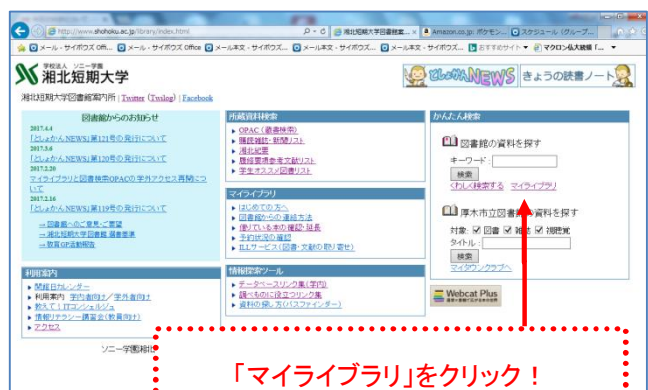 http://www.shohoku.ac.jp/library/index.html
湘北短期大学図書館案...
Amazon.co.jp: ポケモン...
スケジュール (グループ...
メール - サイボウズ Offi...
メール - サイボウズ Office
メール本文 - サイボウズ...
メール本文 - サイボウズ...
メール本文 - サイボウズ...
おすすめサイト
マクロン仏大統領「...
学校法人 ソニー学園
湘北短期大学
としょかんNEWS
きょうの読書ノート
湘北短期大学図書館案内所 | Twitter (Twilog) | Facebook
図書館からのお知らせ
2017.4.4
「としょかんNEWS」第121号の発行について
2017.3.6
「としょかんNEWS」第120号の発行について
2017.2.20
マイライブラリと図書検索OPACの学外アクセス再開につ
いて
2017.2.16
「としょかんNEWS」第119号の発行について
→図書館へのご意見・ご要望
→湘北短期大学図書館 選書基準
→教育GP活動報告
利用案内
開館日カレンダー
利用案内 学内者向け／学外者向け
教えて！ITコンシェルジュ
情報リテラシー講習会(教員向け)
アクセス
所蔵資料検索
OPAC (蔵書検索)
購読雑誌・新聞リスト
湘北紀要
履修要項参考文献リスト
学生オススメ図書リスト
マイライブラリ
はじめての方へ
図書館からの連絡方法
借りている本の確認・延長
予約状況の確認
ILLサービス(図書・文献の取り寄せ)
情報探索ツール
データベースリンク集(学内)
調べものに役立つリンク集
資料の探し方(パスファインダー)
かんたん検索
図書館の資料を探す
キーワード:
検索
くわしく検索する マイライブラリ
厚木市立図書館の資料を探す
対象: 図書 雑誌 視聴覚
タイトル:
検索
マイタウンクラブへ
Webcat Plus
ソニー学園湘北
「マイライブラリ」をクリック！